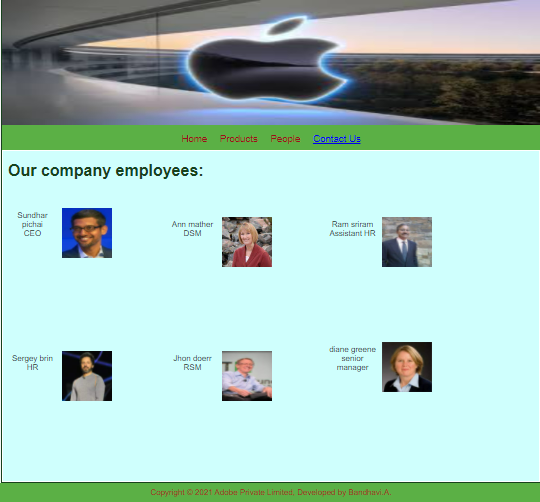 Home Products People Contact Us
Our company employees:
Sundhar
pichai
CEO
Ann mather
DSM
Ram sriram
Assistant HR
Sergey brin
HR
Jhon doerr
RSM
diane greene
senior
manager
Copyright © 2021 Adobe Private Limited, Developed by Bandhavi.A.